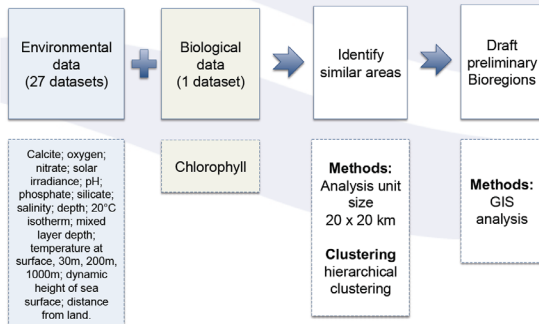 Environmental
data
(27 datasets)
Biological
data
(1 dataset)
Identify
similar areas
Draft
preliminary
Bioregions
Calcite; oxygen;
nitrate; solar
irradiance; pH;
phosphate; silicate;
salinity; depth; 20°C
isotherm; mixed
layer depth;
temperature at
surface, 30m, 200m,
1000m; dynamic
height of sea
surface; distance
from land.
Chlorophyll
Methods:
Analysis unit
size
20 x 20 km
Clustering
hierarchical
clustering
Methods:
GIS
analysis